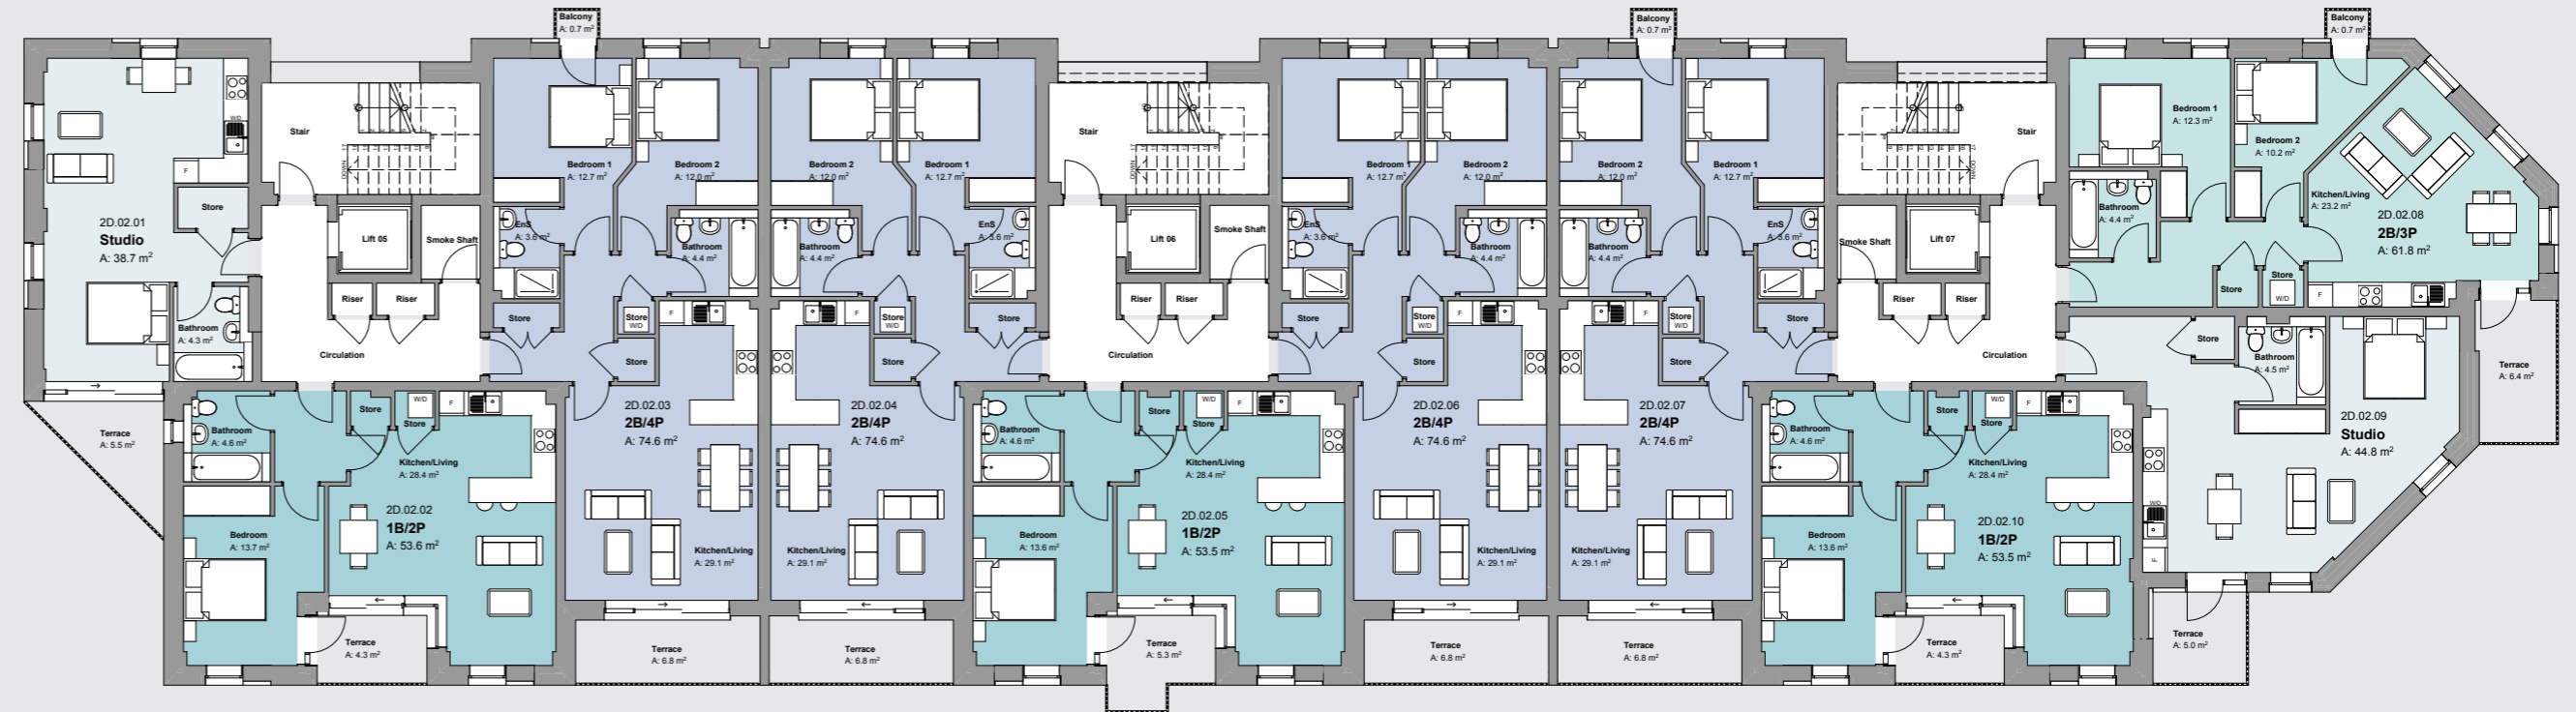 Balcony
A: 0.7 m²
Balcony
A: 0.7 m²
Balcony
A: 0.7 m²
W/D
F
Store
2D.02.01
Studio
A: 38.7 m²
Bathroom
A: 4.3 m²
Terrace
A: 5.5 m²
Stair
DOWN
Lift 05
Smoke Shaft
Riser
Riser
Circulation
Bathroom
A: 4.6 m²
Store
W/D
Store
F
Kitchen/Living
A: 28.4 m²
2D.02.02
1B/2P
A: 53.6 m²
Bedroom
A: 13.7 m²
Terrace
A: 4.3 m²
Bedroom 1
A: 12.7 m²
Bedroom 2
A: 12.0 m²
EnS
A: 3.6 m²
Bathroom
A: 4.4 m²
Store
Store
W/D
F
Store
2D.02.03
2B/4P
A: 74.6 m²
Kitchen/Living
A: 29.1 m²
Terrace
A: 6.8 m²
Bedroom 2
A: 12.0 m²
Bedroom 1
A: 12.7 m²
Bathroom
A: 4.4 m²
EnS
A: 3.6 m²
F
Store
W/D
Store
Store
2D.02.04
2B/4P
A: 74.6 m²
Kitchen/Living
A: 29.1 m²
Terrace
A: 6.8 m²
Stair
DOWN
Lift 06
Smoke Shaft
Riser
Riser
Circulation
Bathroom
A: 4.6 m²
Store
W/D
Store
F
Kitchen/Living
A: 28.4 m²
2D.02.05
1B/2P
A: 53.5 m²
Bedroom
A: 13.6 m²
Terrace
A: 5.3 m²
Bedroom 1
A: 12.7 m²
Bedroom 2
A: 12.0 m²
EnS
A: 3.6 m²
Bathroom
A: 4.4 m²
Store
Store
W/D
F
Store
2D.02.06
2B/4P
A: 74.6 m²
Kitchen/Living
A: 29.1 m²
Terrace
A: 6.8 m²
Bedroom 2
A: 12.0 m²
Bedroom 1
A: 12.7 m²
Bathroom
A: 4.4 m²
EnS
A: 3.6 m²
F
Store
W/D
Store
Store
2D.02.07
2B/4P
A: 74.6 m²
Kitchen/Living
A: 29.1 m²
Terrace
A: 6.8 m²
Stair
DOWN
Smoke Shaft
Lift 07
Riser
Riser
Circulation
Bathroom
A: 4.6 m²
Store
W/D
Store
F
Kitchen/Living
A: 28.4 m²
2D.02.10
1B/2P
A: 53.5 m²
Bedroom
A: 13.6 m²
Terrace
A: 4.3 m²
Bedroom 1
A: 12.3 m²
Bedroom 2
A: 10.2 m²
Bathroom
A: 4.4 m²
Kitchen/Living
A: 23.2 m²
2D.02.08
2B/3P
A: 61.8 m²
Store
Store
W/D
F
Terrace
A: 6.4 m²
Store
Bathroom
A: 4.5 m²
2D.02.09
Studio
A: 44.8 m²
W/D
F
Terrace
A: 5.0 m²